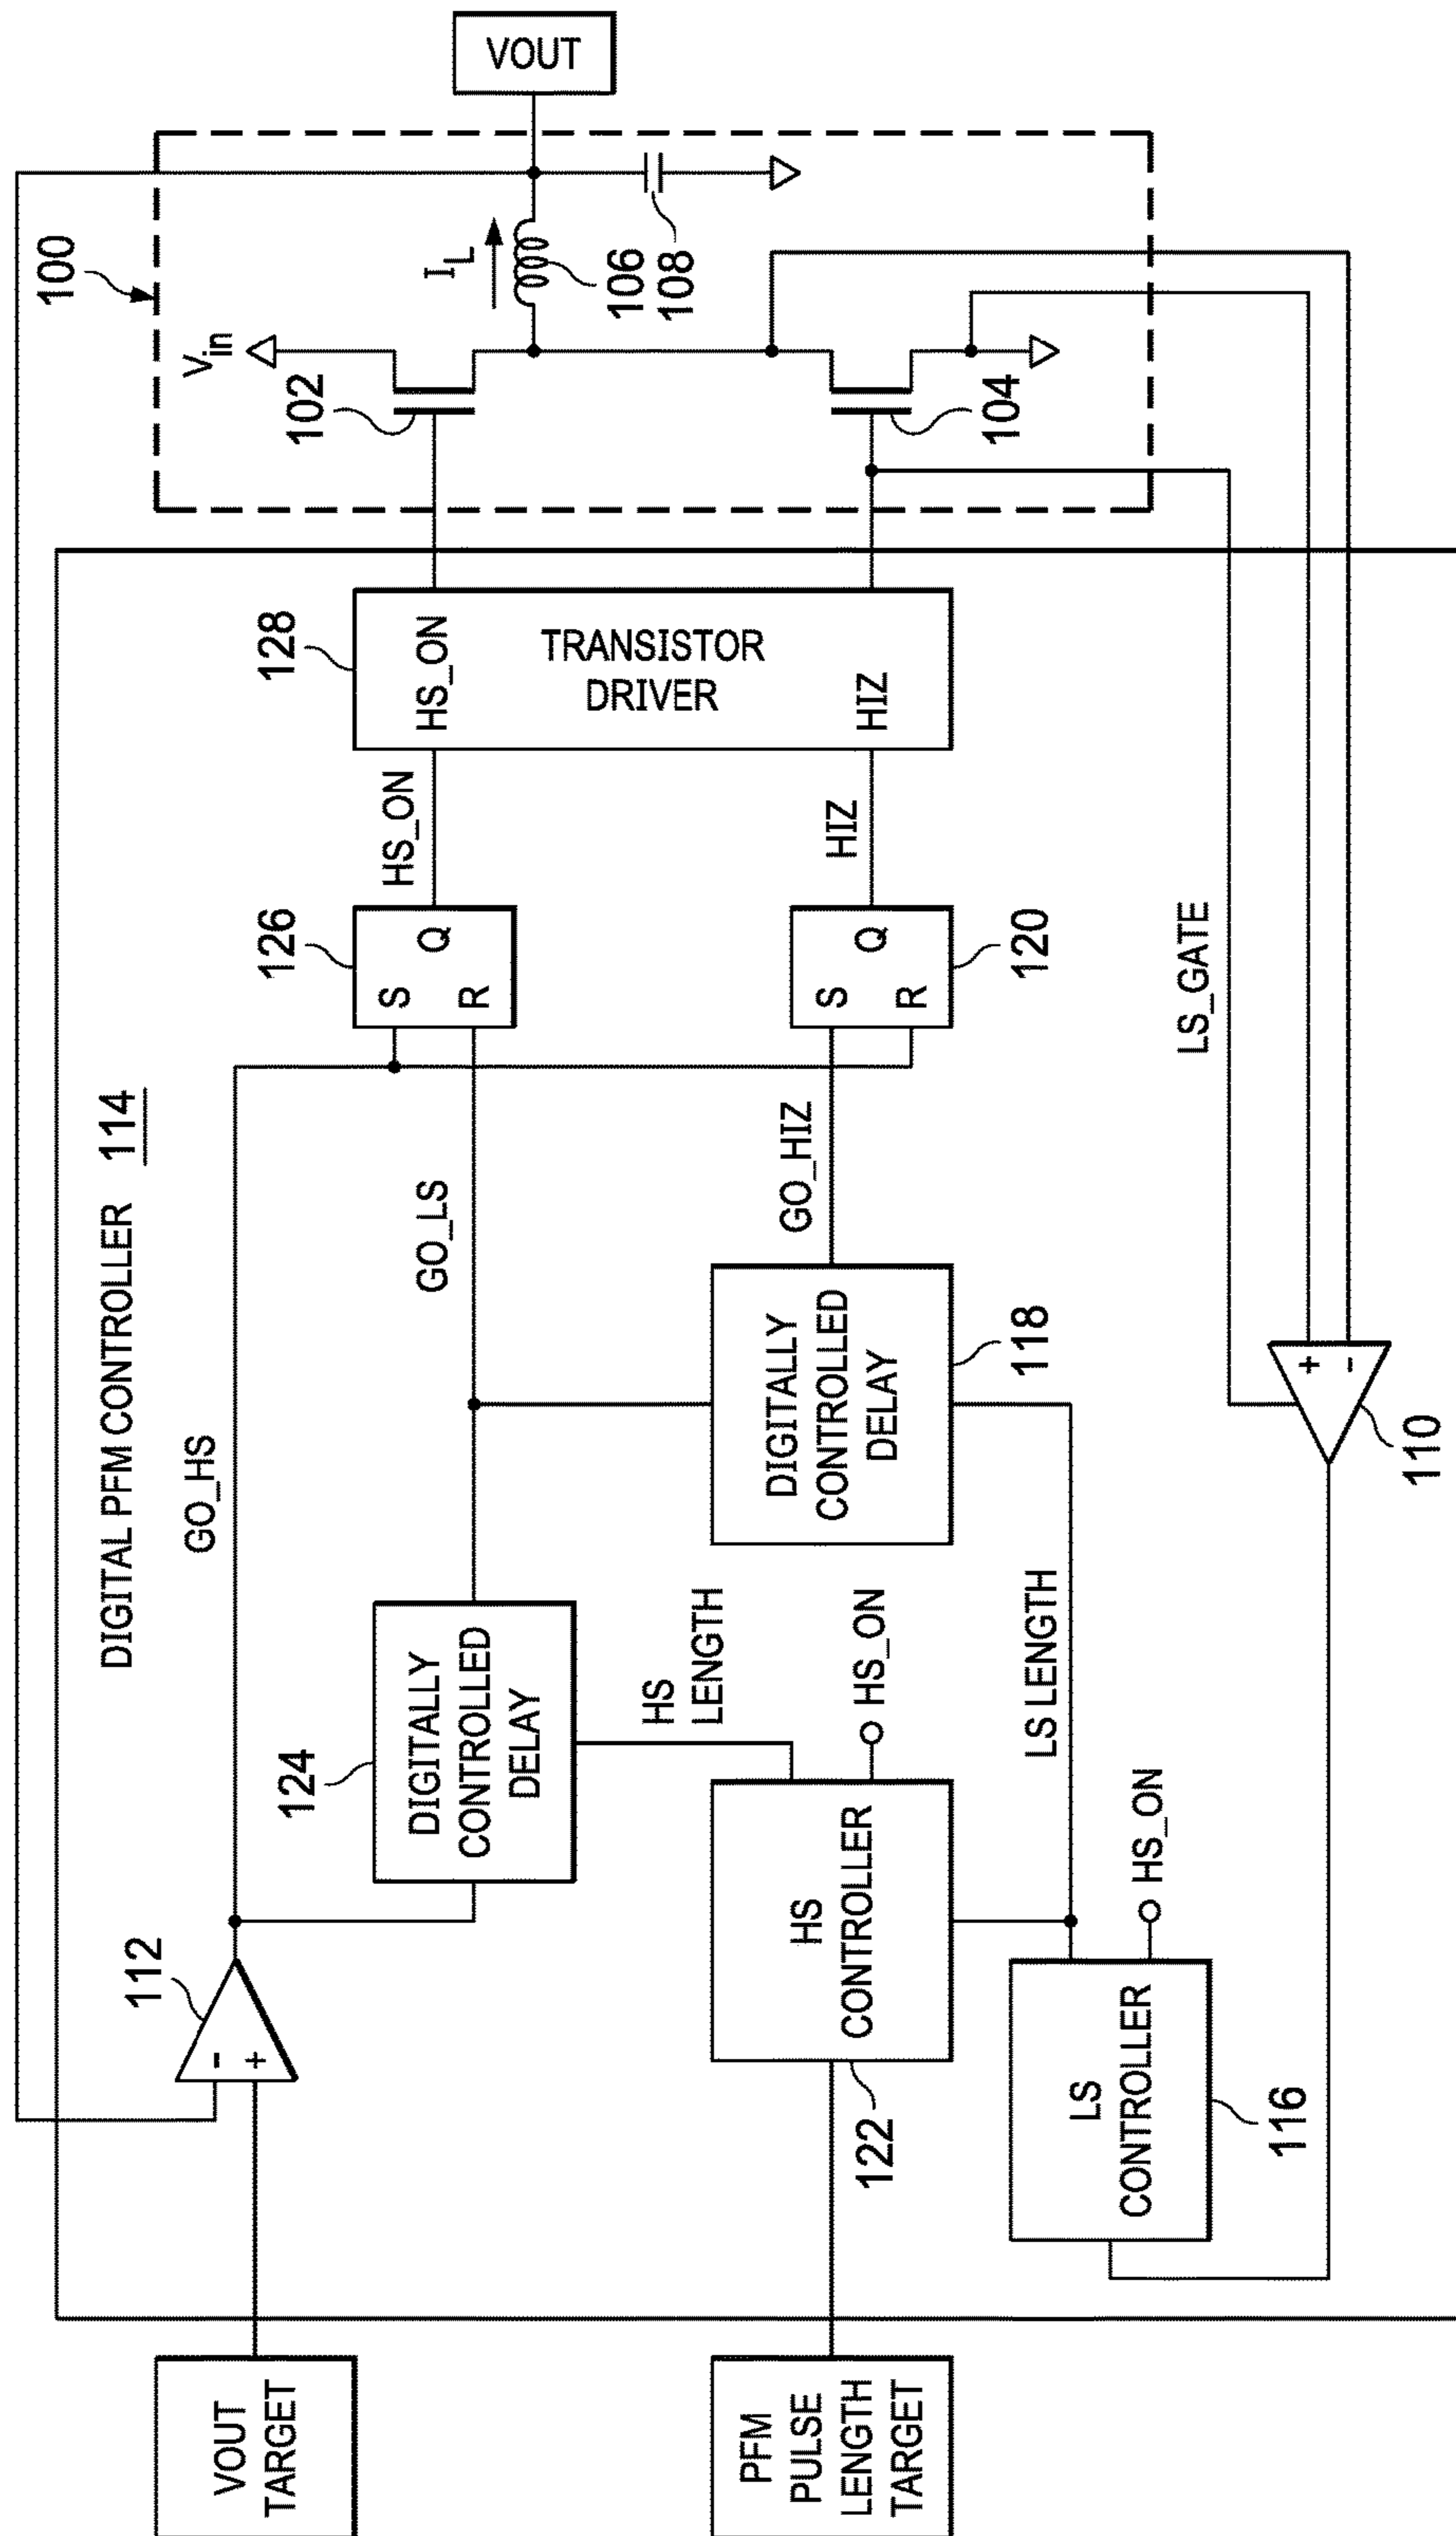 DIGITAL PFM CONTROLLER 114
VOUT
TARGET
PFM
PULSE
LENGTH
TARGET
-
+
112
GO_HS
124
DIGITALLY
CONTROLLED
DELAY
HS
LENGTH
HS
CONTROLLER
122
HS_ON
LS
CONTROLLER
116
HS_ON
LS LENGTH
GO_LS
DIGITALLY
CONTROLLED
DELAY
118
GO_HIZ
126
S
Q
R
HS_ON
120
S
Q
R
HIZ
128
HS_ON
TRANSISTOR
DRIVER
HIZ
LS_GATE
+
-
110
100
Vin
102
104
IL
106
108
VOUT